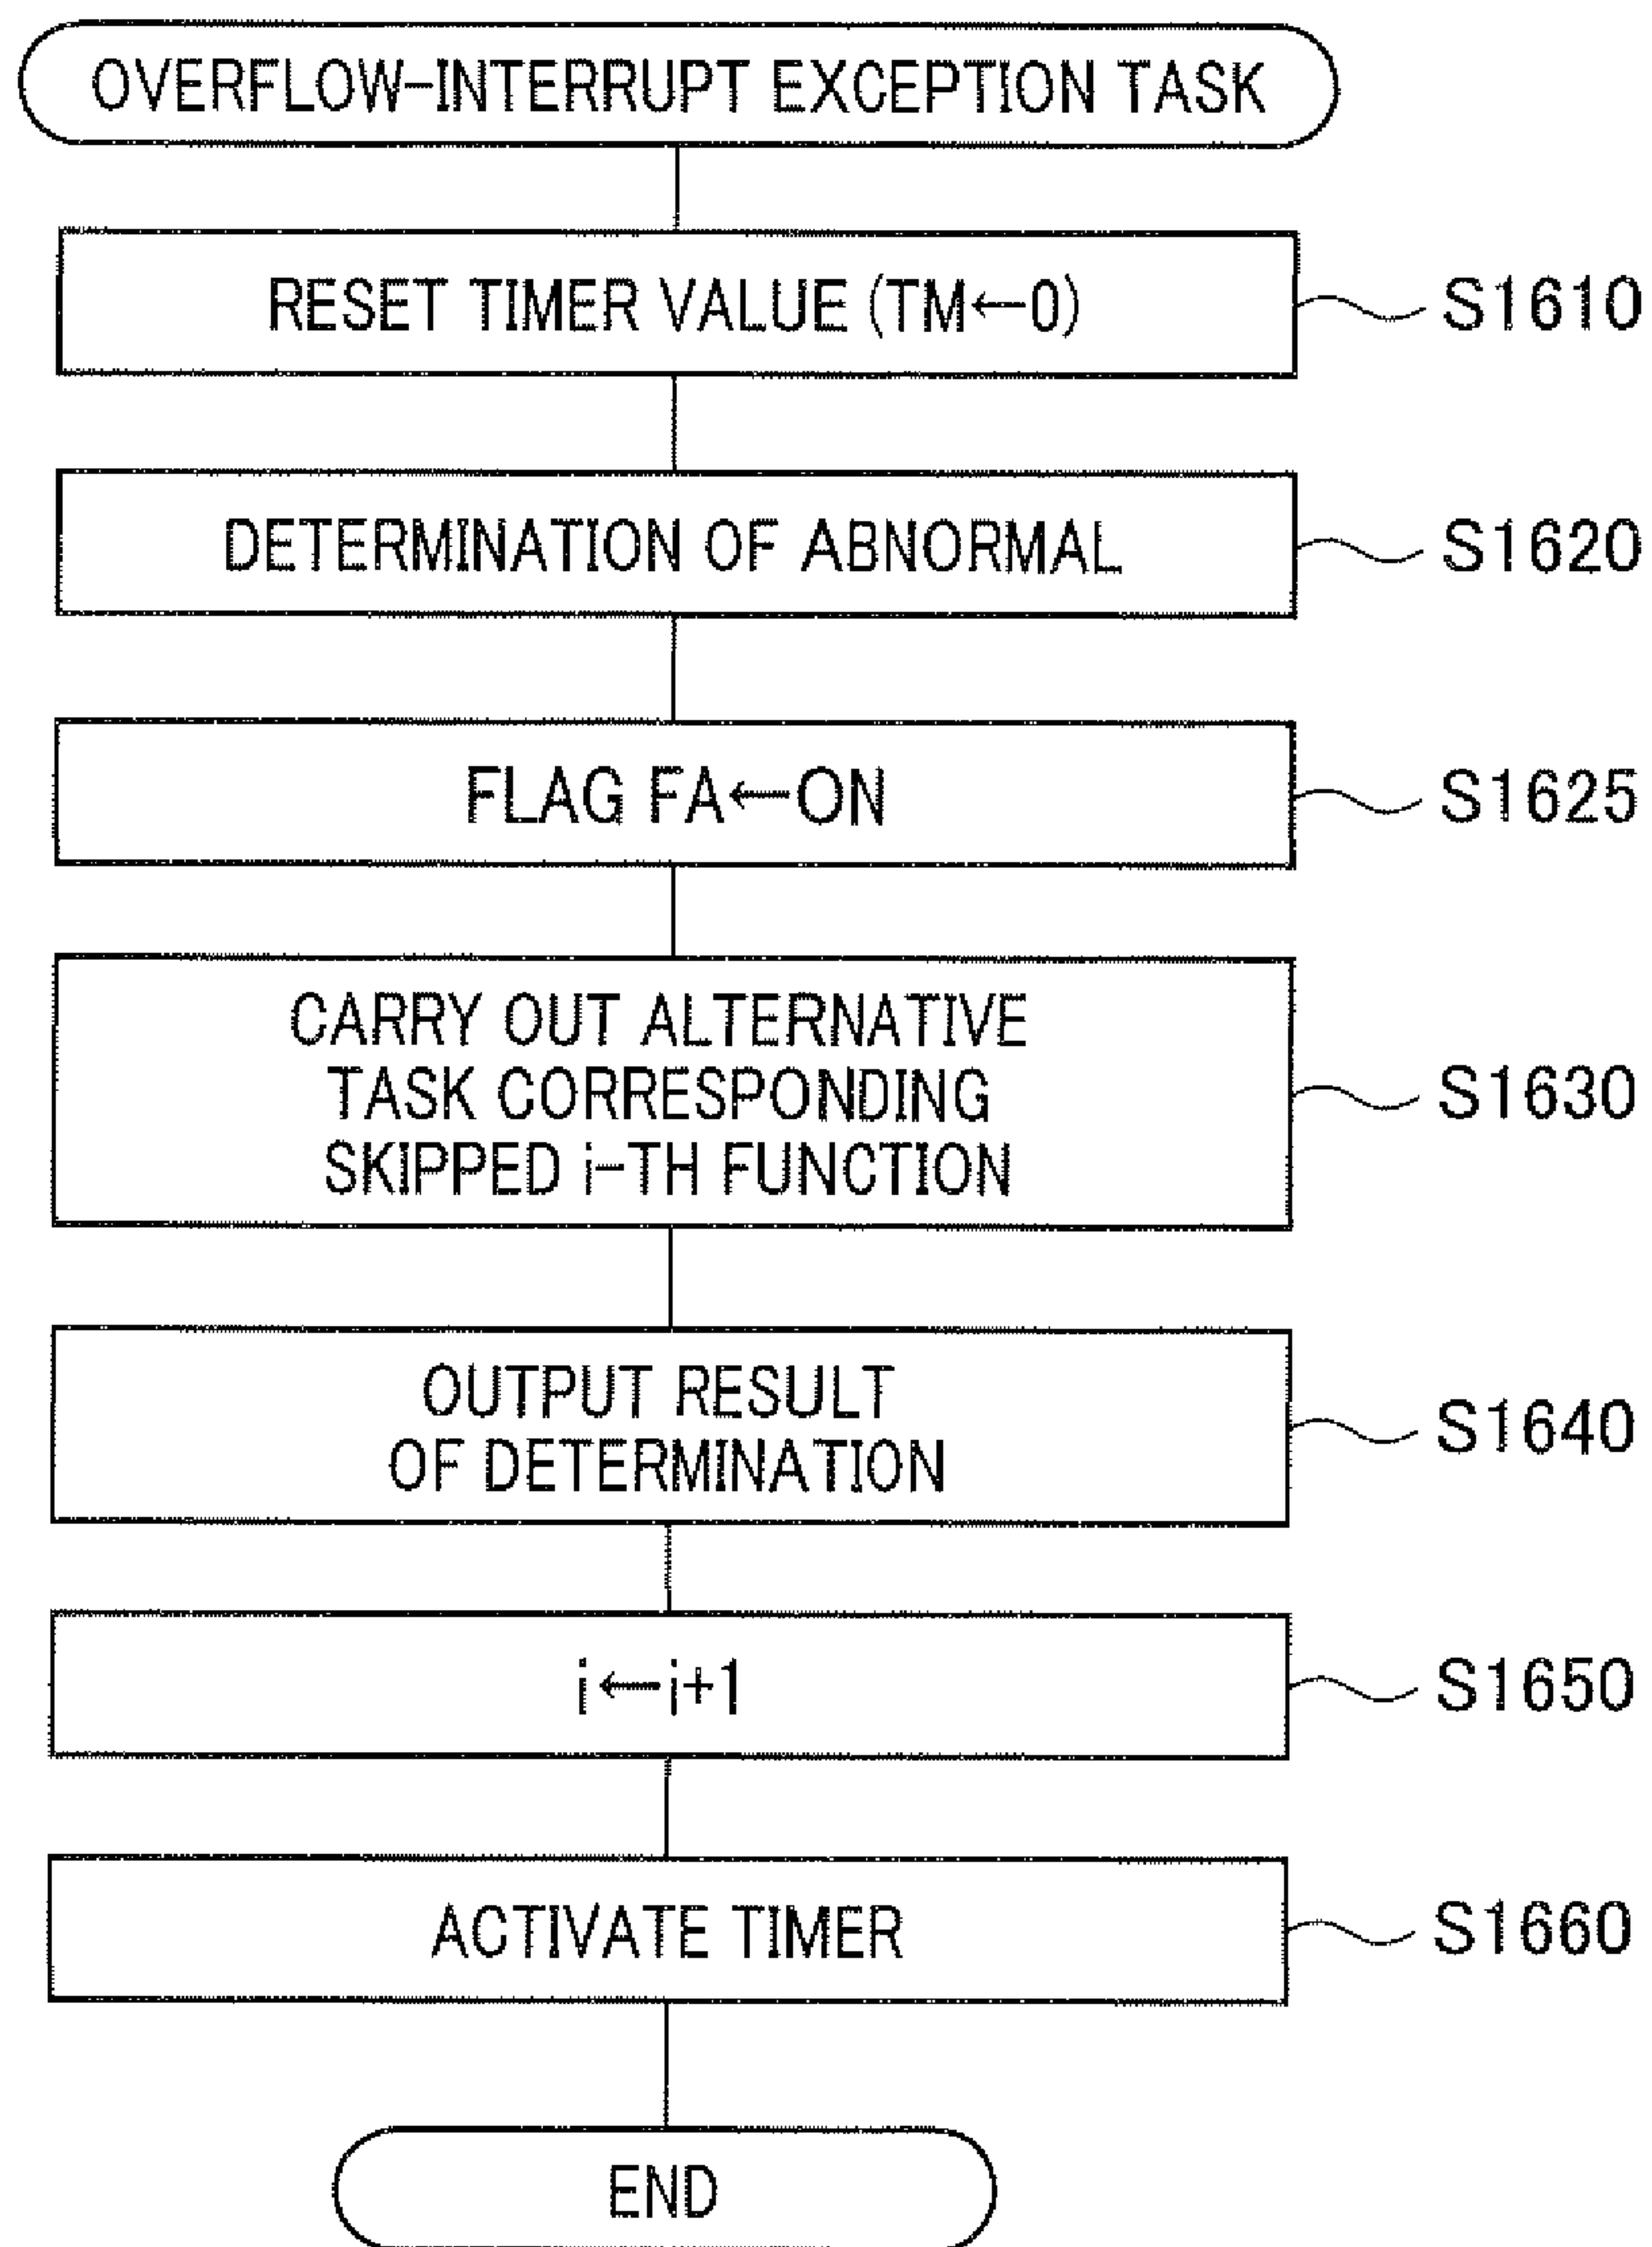 OVERFLOW-INTERRUPT EXCEPTION TASK
RESET TIMER VALUE (TM←0)
S1610
DETERMINATION OF ABNORMAL
S1620
FLAG FA←ON
S1625
CARRY OUT ALTERNATIVE
TASK CORRESPONDING
SKIPPED i-TH FUNCTION
S1630
OUTPUT RESULT
OF DETERMINATION
S1640
i←i+1
S1650
ACTIVATE TIMER
S1660
END